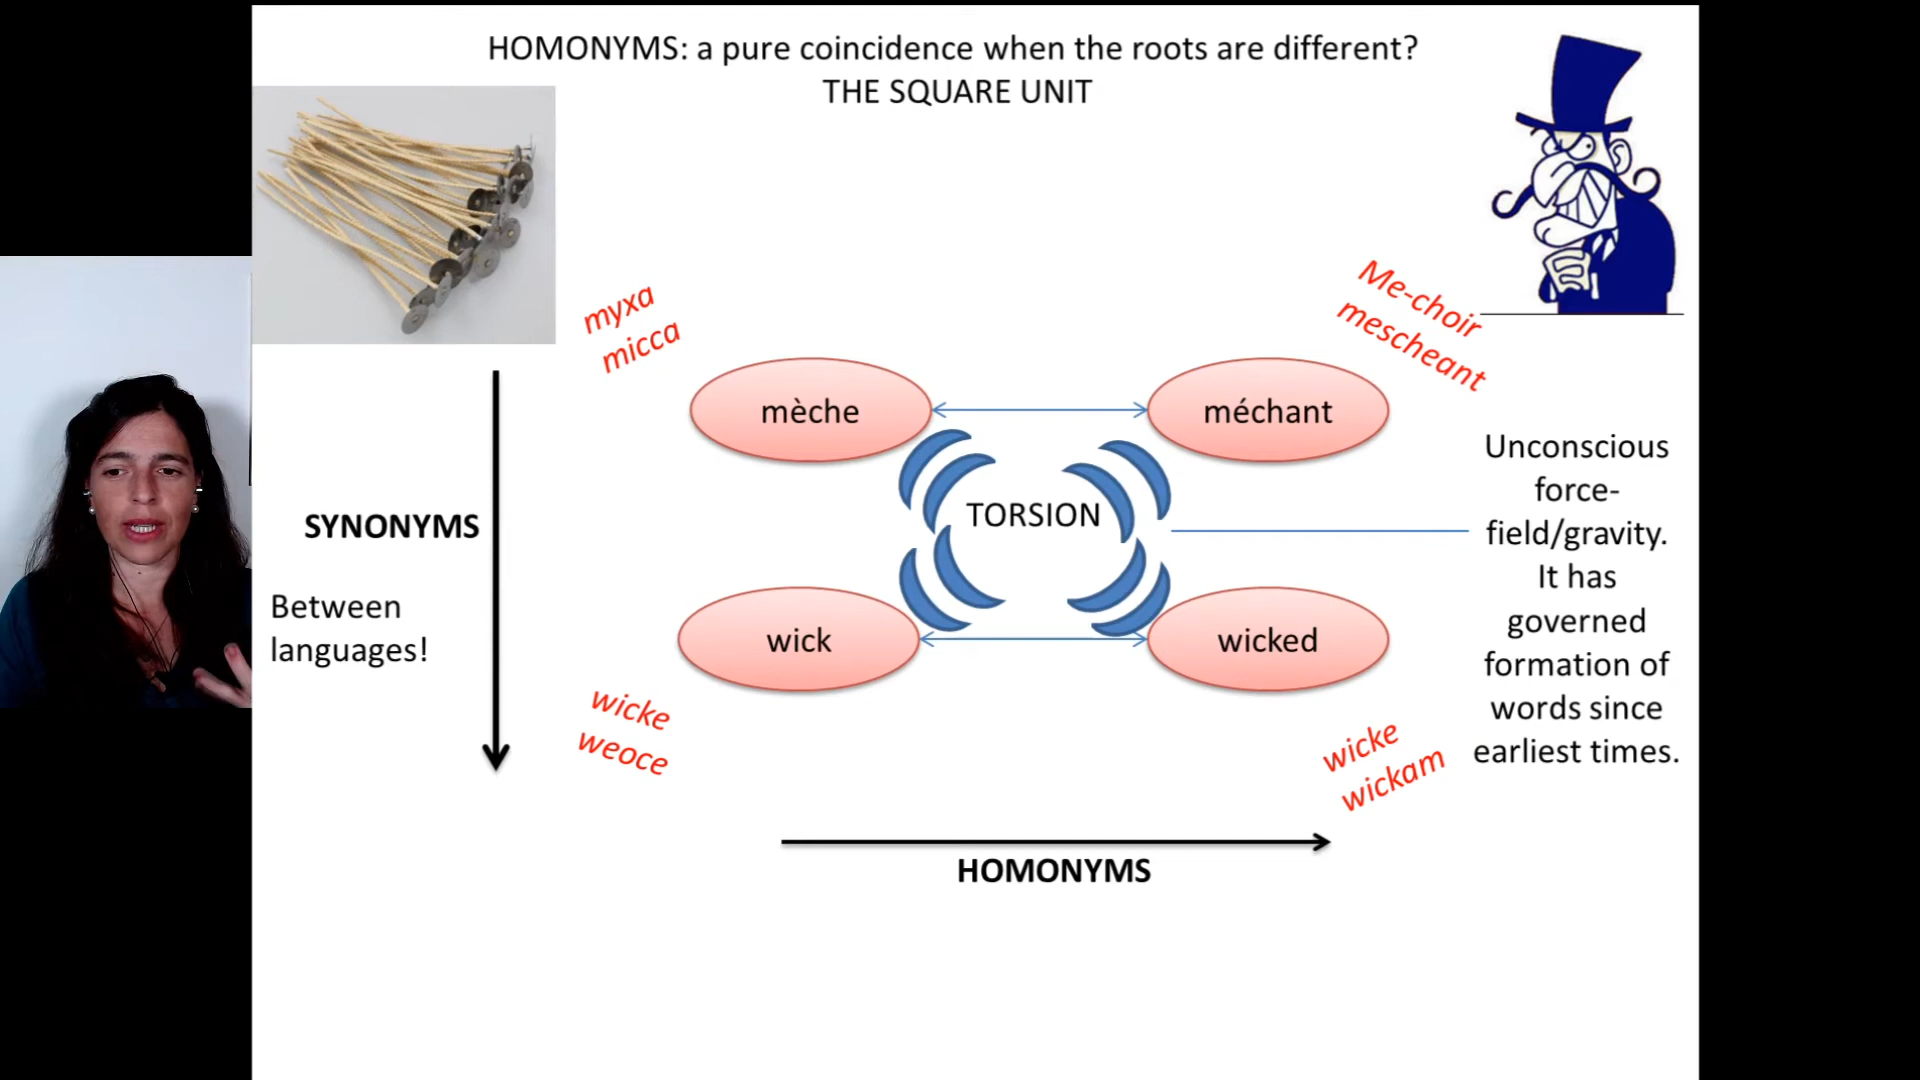 HOMONYMS: a pure coincidence when the roots are different?
THE SQUARE UNIT
myxa
micca
Me-choir
mescheant
mèche
méchant
SYNONYMS
Between
languages!
TORSION
Unconscious
force-
field/gravity.
It has
governed
formation of
words since
earliest times.
wick
wicked
wicke
weoce
wicke
wickam
HOMONYMS